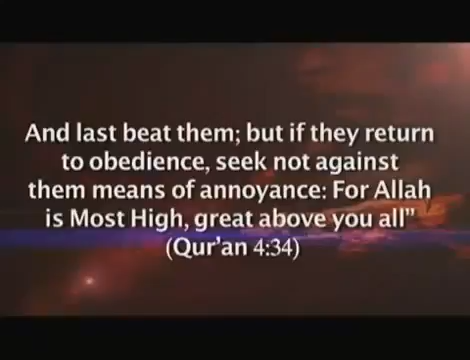 And last beat them; but if they return
to obedience, seek not against
them means of annoyance: For Allah
is Most High, great above you all”
(Qur’an 4:34)